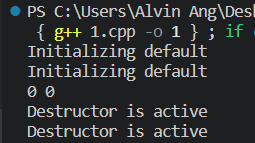 PS C:\Users\Alvin Ang\Des
{ g++ 1.cpp -o 1 } ; if
Initializing default
Initializing default
0 0
Destructor is active
Destructor is active